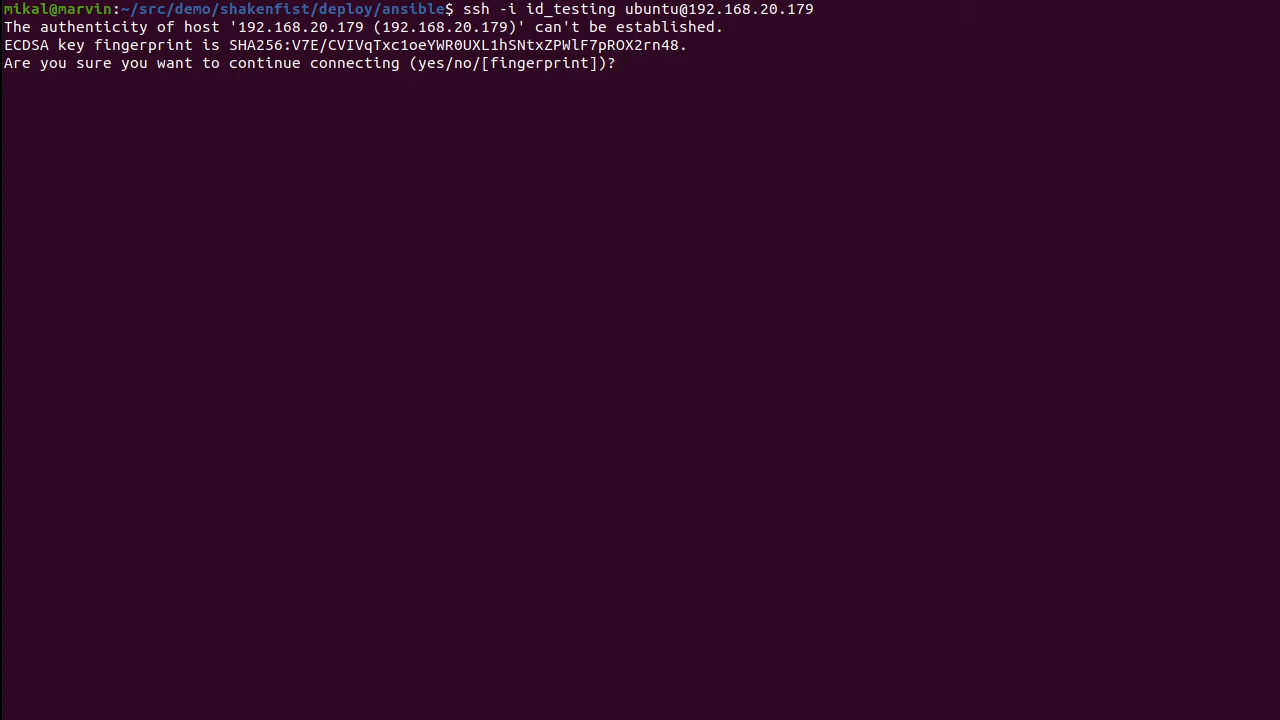 mikal@marvin:~/src/demo/shakenfist/deploy/ansible$ ssh -i id_testing ubuntu@192.168.20.179
The authenticity of host '192.168.20.179 (192.168.20.179)' can't be established.
ECDSA key fingerprint is SHA256:V7E/CVIVqTxc1oeYWR0UXL1hSNtxZPWlF7pROX2rn48.
Are you sure you want to continue connecting (yes/no/[fingerprint])?